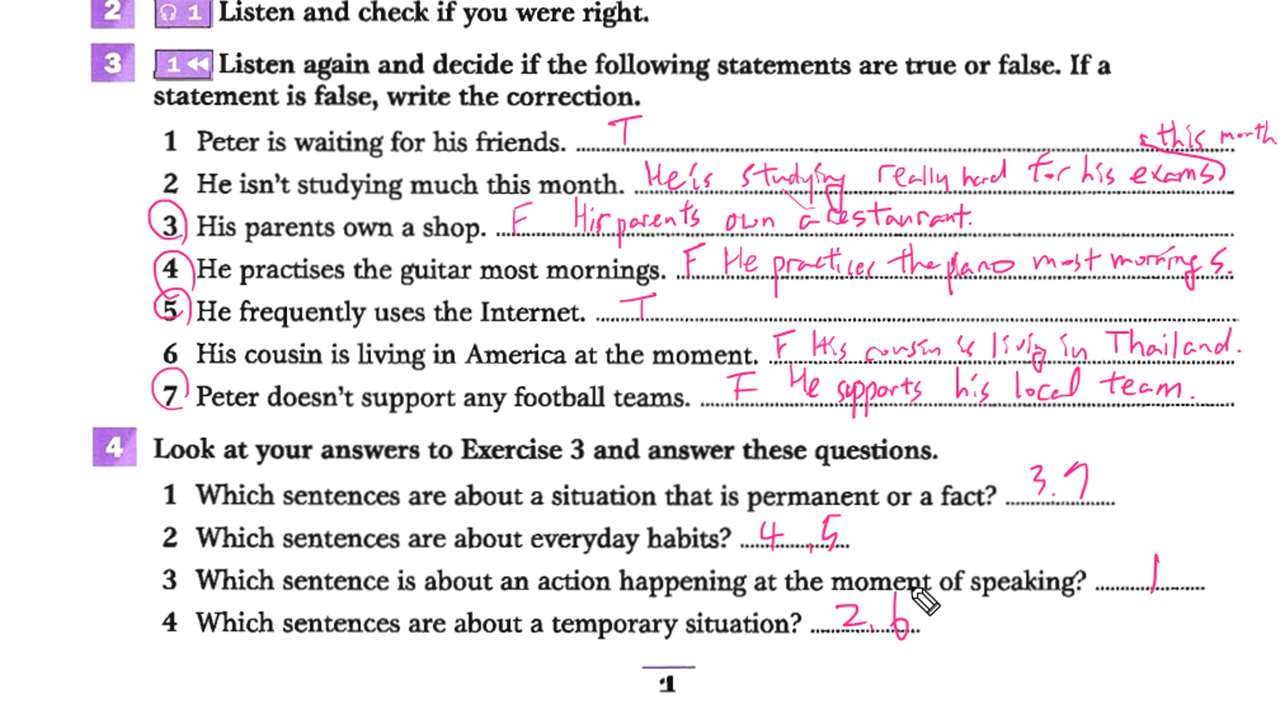 2 1 Listen and check if you were right.
3 1 Listen again and decide if the following statements are true or false. If a
statement is false, write the correction.
1 Peter is waiting for his friends. T
this month
2 He isn't studying much this month. He is studying really hard for his exams
3 His parents own a shop. F His parents own a restaurant.
4 He practises the guitar most mornings. F He practices the piano most mornings.
5 He frequently uses the Internet. T
6 His cousin is living in America at the moment. F His cousin is living in Thailand.
7 Peter doesn't support any football teams. F He supports his local team.
4 Look at your answers to Exercise 3 and answer these questions.
1 Which sentences are about a situation that is permanent or a fact? 3.7
2 Which sentences are about everyday habits? 4,5
3 Which sentence is about an action happening at the moment of speaking? 1
4 Which sentences are about a temporary situation? 2,6
1